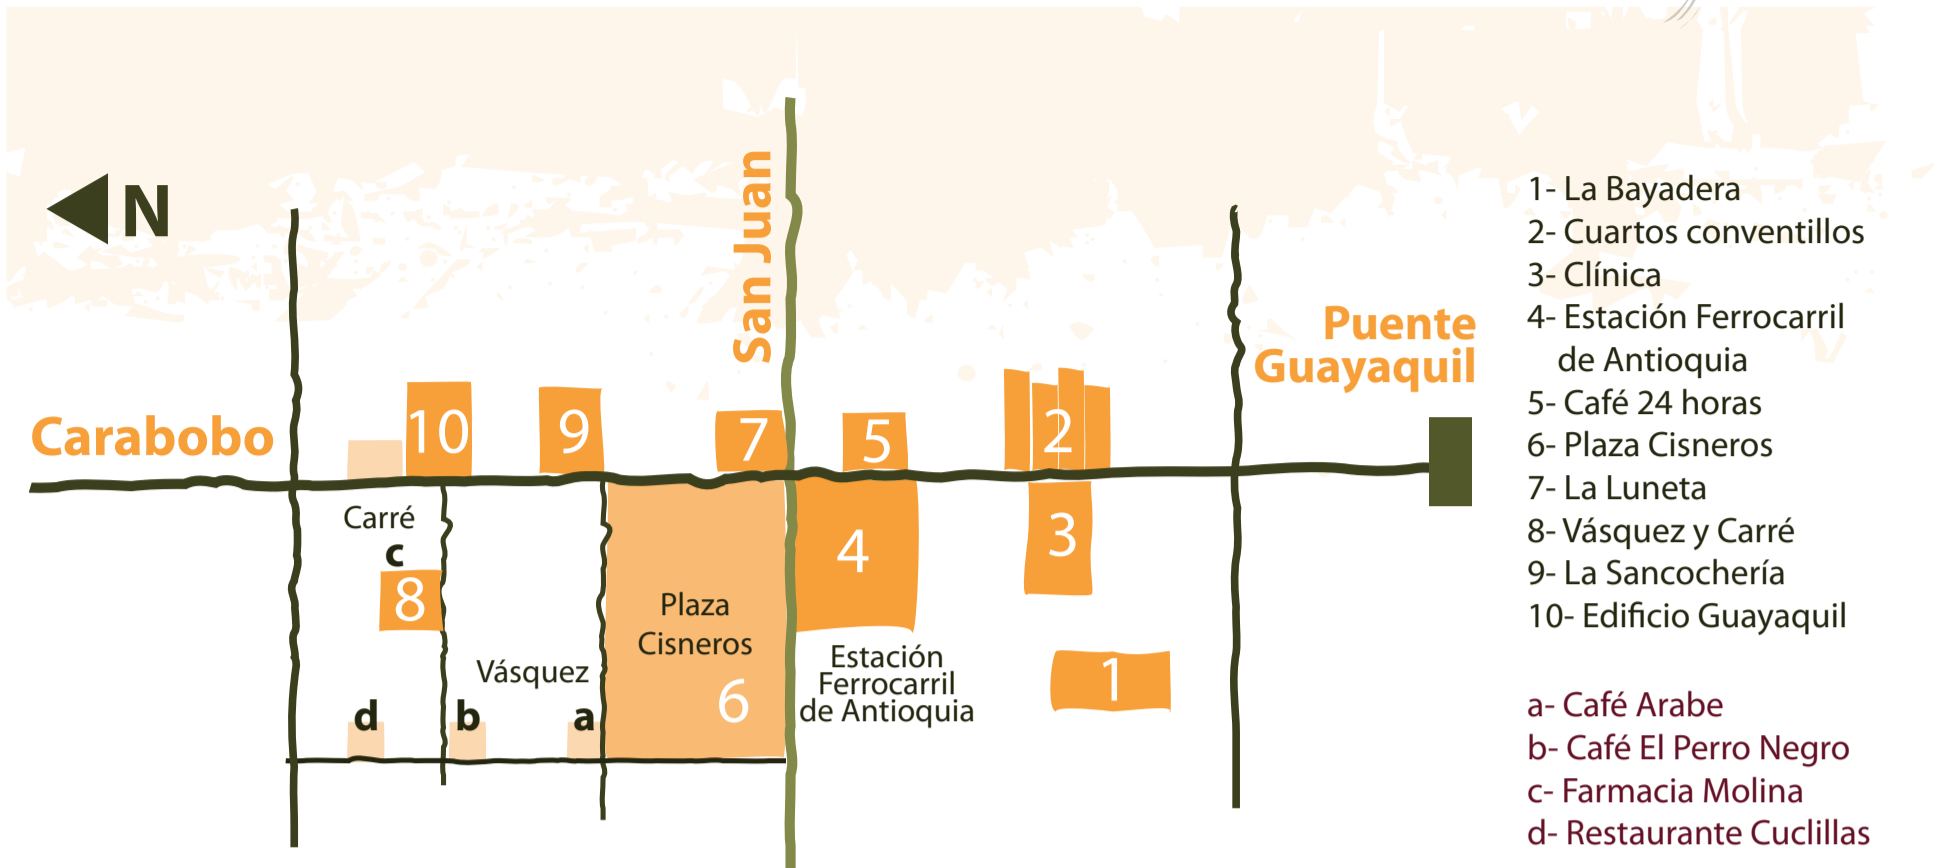 N
San Juan
Puente
Guayaquil
Carabobo
10
9
7
5
2
Carré
c
8
4
3
Plaza
Cisneros
6
Vásquez
Estación
Ferrocarril
de Antioquia
1
d
b
a
1- La Bayadera
2- Cuartos conventillos
3- Clínica
4- Estación Ferrocarril
de Antioquia
5- Café 24 horas
6- Plaza Cisneros
7- La Luneta
8- Vásquez y Carré
9- La Sancochería
10- Edificio Guayaquil
a- Café Arabe
b- Café El Perro Negro
c- Farmacia Molina
d- Restaurante Cuclillas